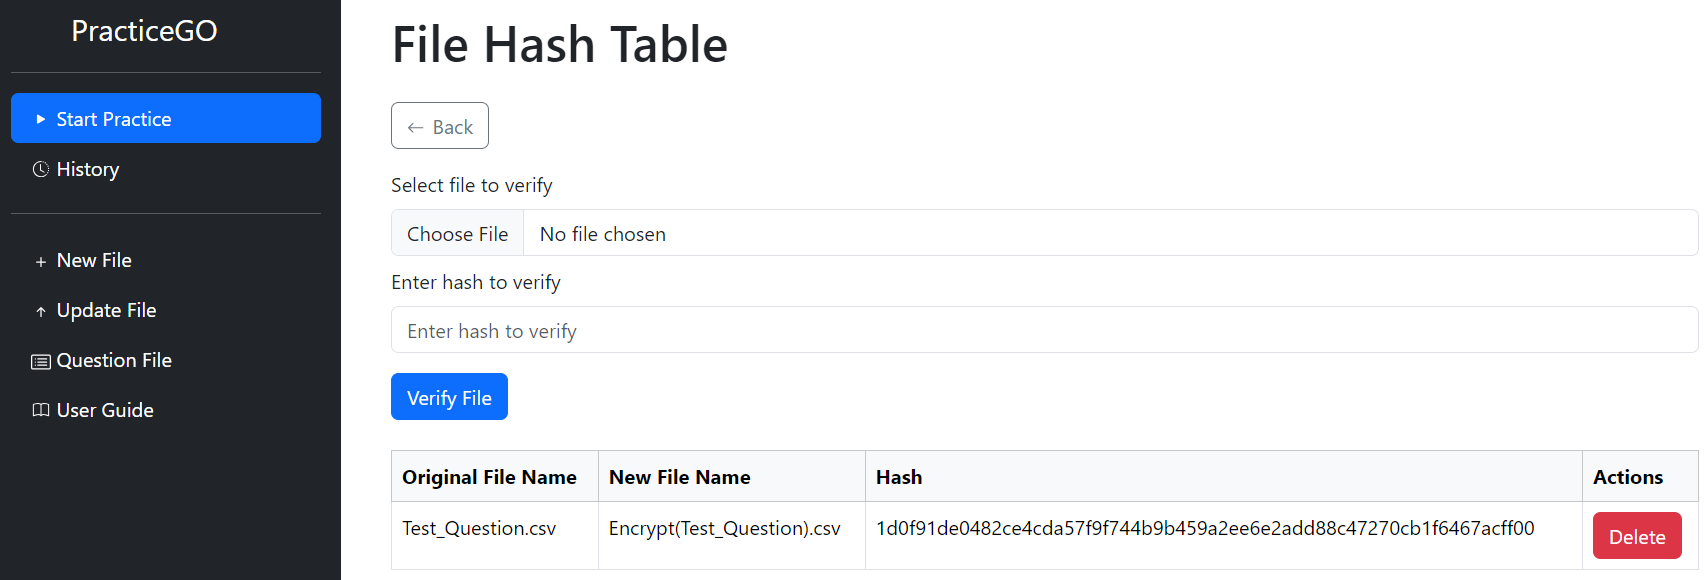 PracticeGO
Start Practice
History
New File
Update File
Question File
User Guide
File Hash Table
← Back
Select file to verify
Choose File No file chosen
Enter hash to verify
Enter hash to verify
Verify File
Original File Name New File Name Hash Actions
Test_Question.csv Encrypt(Test_Question).csv 1d0f91de0482ce4cda57f9f744b9b459a2ee6e2add88c47270cb1f6467acff00 Delete